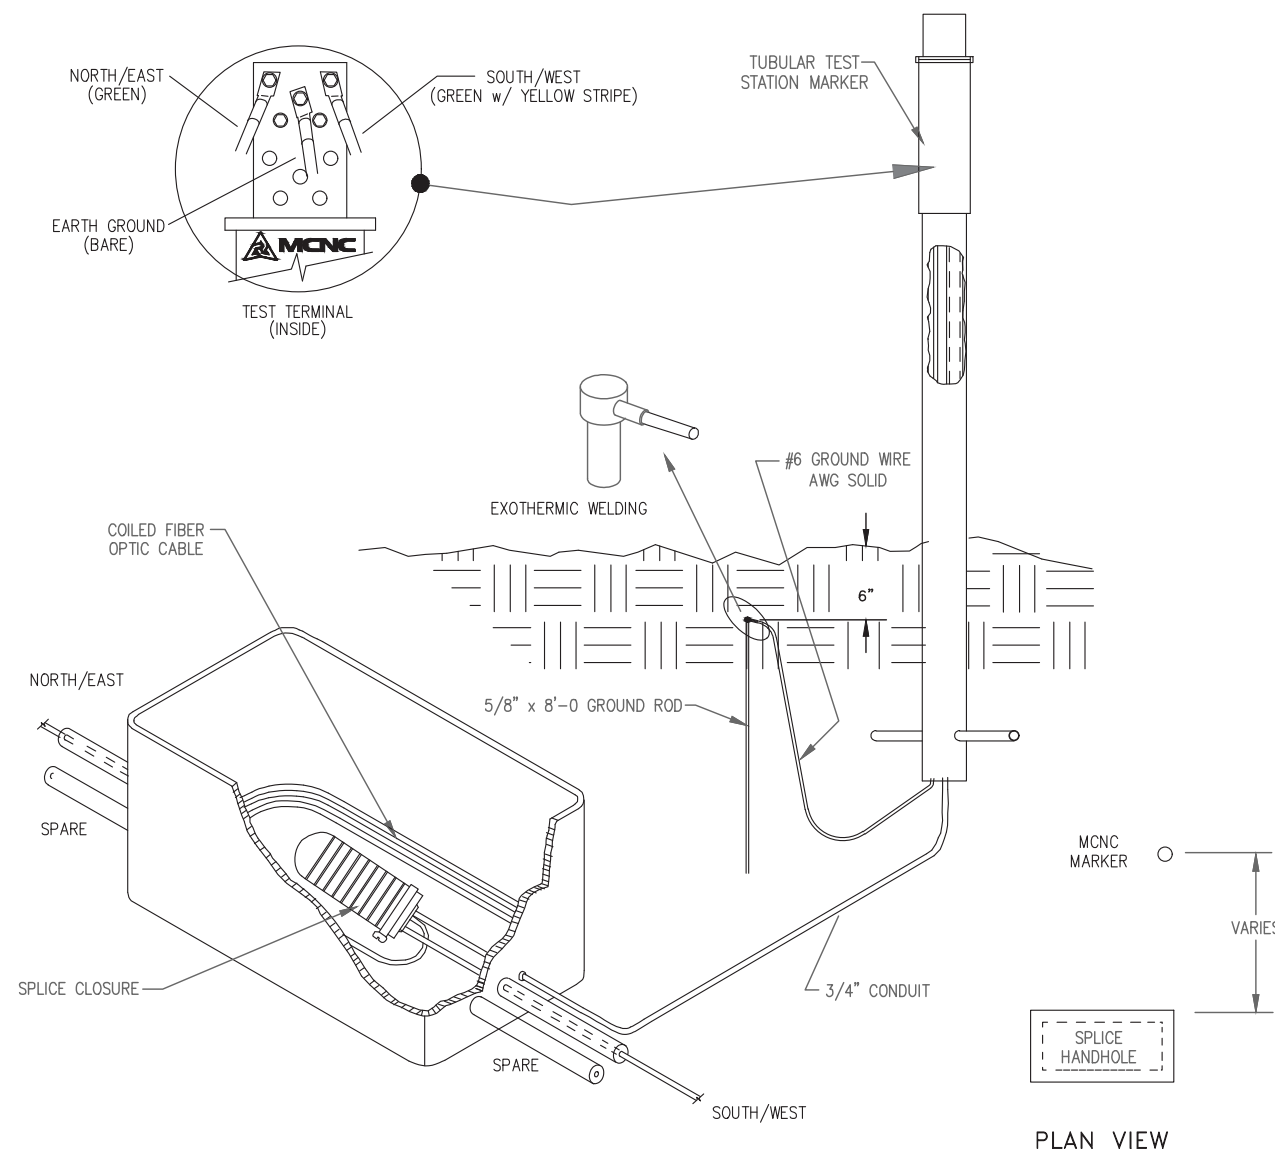 NORTH/EAST
(GREEN)
SOUTH/WEST
(GREEN w/ YELLOW STRIPE)
EARTH GROUND
(BARE)
MCNC
TEST TERMINAL
(INSIDE)
TUBULAR TEST
STATION MARKER
#6 GROUND WIRE
AWG SOLID
EXOTHERMIC WELDING
COILED FIBER
OPTIC CABLE
6"
NORTH/EAST
5/8" x 8'-0 GROUND ROD
SPARE
MCNC
MARKER
VARIES
SPLICE CLOSURE
3/4" CONDUIT
SPLICE
HANDHOLE
SPARE
SOUTH/WEST
PLAN VIEW